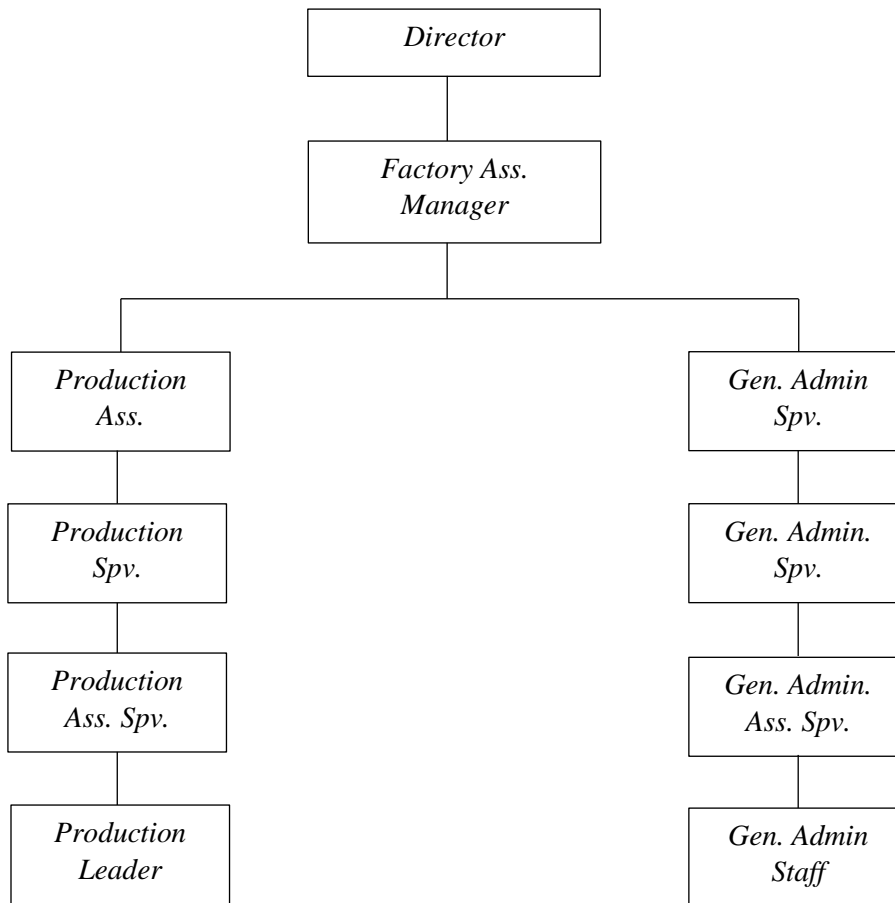 Director
Factory Ass.
Manager
Production
Ass.
Gen. Admin
Spv.
Production
Spv.
Gen. Admin.
Spv.
Production
Ass. Spv.
Gen. Admin.
Ass. Spv.
Production
Leader
Gen. Admin
Staff